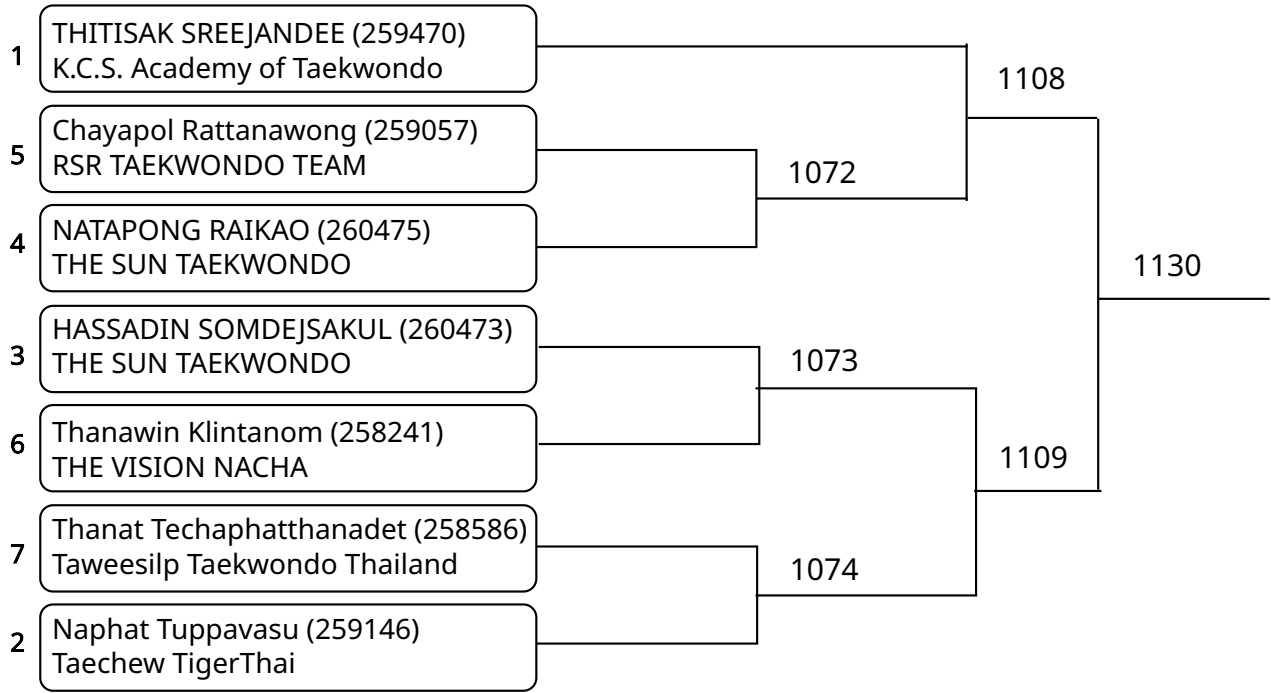 1
THITISAK SREEJANDEE (259470)
K.C.S. Academy of Taekwondo
1108
5
Chayapol Rattanawong (259057)
RSR TAEKWONDO TEAM
1072
4
NATAPONG RAIKAO (260475)
THE SUN TAEKWONDO
1130
3
HASSADIN SOMDEJSAKUL (260473)
THE SUN TAEKWONDO
1073
6
Thanawin Klintanom (258241)
THE VISION NACHA
1109
7
Thanat Techaphatthanadet (258586)
Taweesilp Taekwondo Thailand
1074
2
Naphat Tuppavasu (259146)
Taechew TigerThai